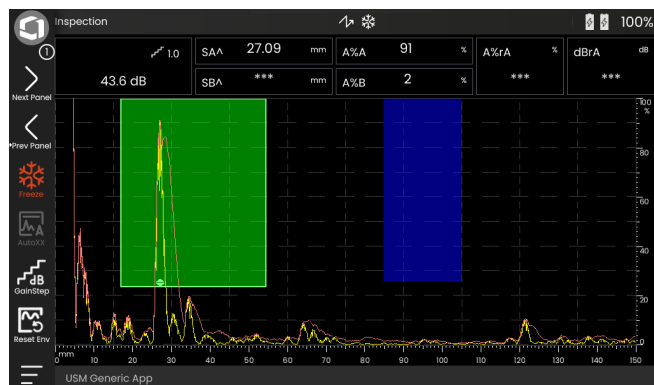 Inspection
100%
1
1.0
43.6 dB
SA^ 27.09 mm
A%A 91 %
A%rA %
dBrA dB
SB^ *** mm
A%B 2 %
***
***
Next Panel
Prev Panel
Freeze
A
AutoXX
dB
GainStep
Reset Env
100
%
80
60
40
20
0
mm
0 10 20 30 40 50 60 70 80 90 100 110 120 130 140 150
USM Generic App